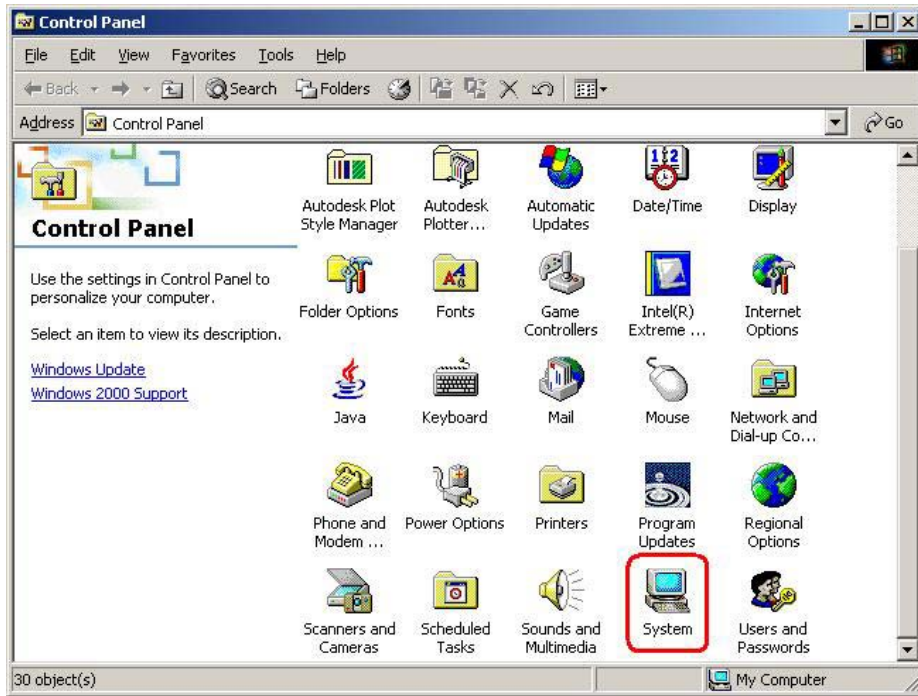 Control Panel
File Edit View Favorites Tools Help
Back Search Folders
Address Control Panel Go
Control Panel
Use the settings in Control Panel to
personalize your computer.
Select an item to view its description.
Windows Update
Windows 2000 Support
Autodesk Plot
Style Manager
Autodesk
Plotter...
Automatic
Updates
Date/Time
Display
Folder Options
Fonts
Game
Controllers
Intel(R)
Extreme ...
Internet
Options
Java
Keyboard
Mail
Mouse
Network and
Dial-up Co...
Phone and
Modem ...
Power Options
Printers
Program
Updates
Regional
Options
Scanners and
Cameras
Scheduled
Tasks
Sounds and
Multimedia
System
Users and
Passwords
30 object(s) My Computer